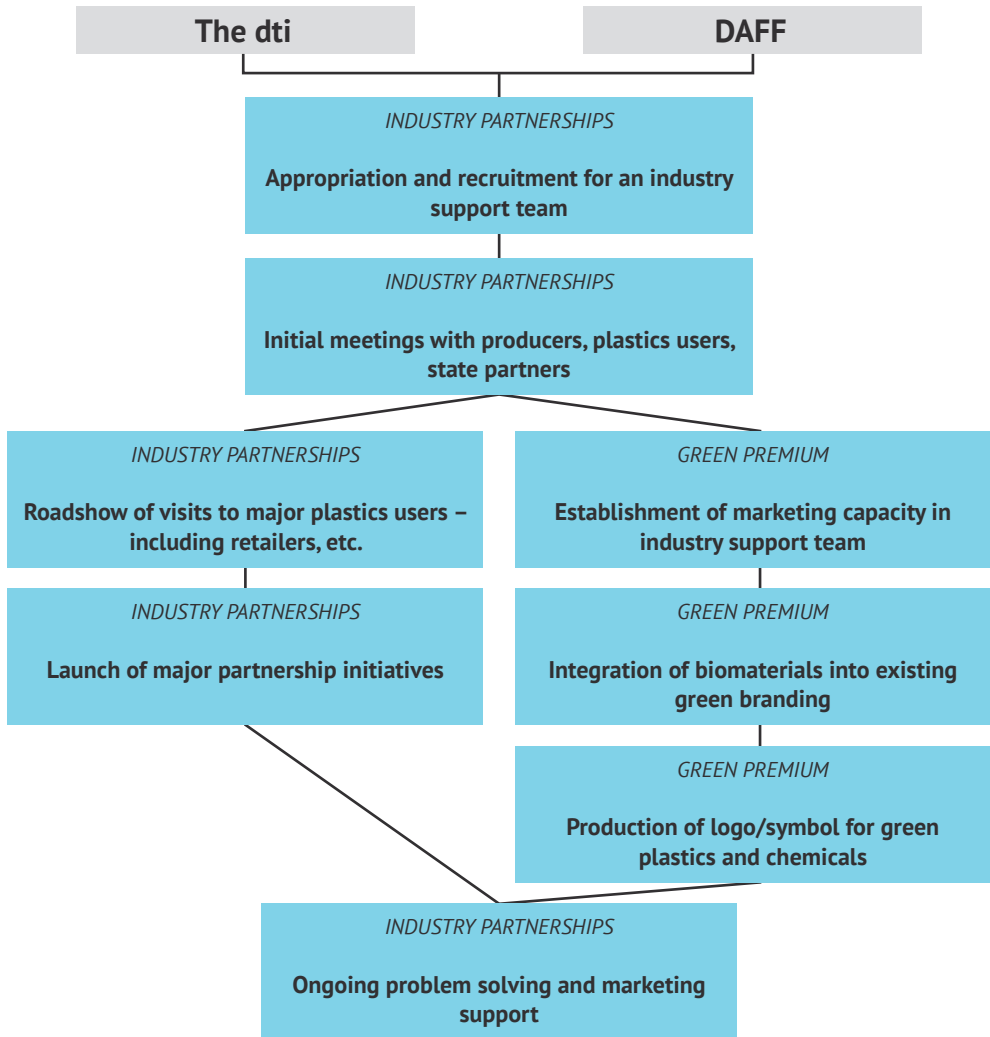 The dti
DAFF
INDUSTRY PARTNERSHIPS
Appropriation and recruitment for an industry
support team
INDUSTRY PARTNERSHIPS
Initial meetings with producers, plastics users,
state partners
INDUSTRY PARTNERSHIPS
Roadshow of visits to major plastics users –
including retailers, etc.
GREEN PREMIUM
Establishment of marketing capacity in
industry support team
INDUSTRY PARTNERSHIPS
Launch of major partnership initiatives
GREEN PREMIUM
Integration of biomaterials into existing
green branding
GREEN PREMIUM
Production of logo/symbol for green
plastics and chemicals
INDUSTRY PARTNERSHIPS
Ongoing problem solving and marketing
support